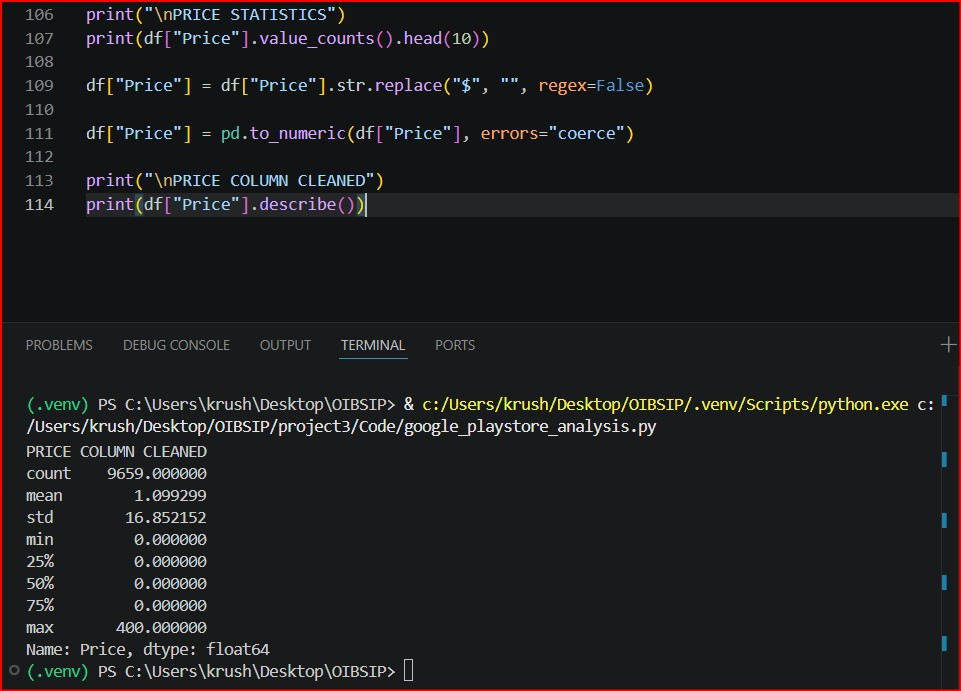 106 print("\nPRICE STATISTICS")
107 print(df["Price"].value_counts().head(10))
108
109 df["Price"] = df["Price"].str.replace("$", "", regex=False)
110
111 df["Price"] = pd.to_numeric(df["Price"], errors="coerce")
112
113 print("\nPRICE COLUMN CLEANED")
114 print(df["Price"].describe())
PROBLEMS DEBUG CONSOLE OUTPUT TERMINAL PORTS
(.venv) PS C:\Users\krush\Desktop\OIBSIP> & c:/Users/krush/Desktop/OIBSIP/.venv/Scripts/python.exe c:
/Users/krush/Desktop/OIBSIP/project3/Code/google_playstore_analysis.py
PRICE COLUMN CLEANED
count    9659.000000
mean        1.099299
std        16.852152
min         0.000000
25%         0.000000
50%         0.000000
75%         0.000000
max       400.000000
Name: Price, dtype: float64
(.venv) PS C:\Users\krush\Desktop\OIBSIP>